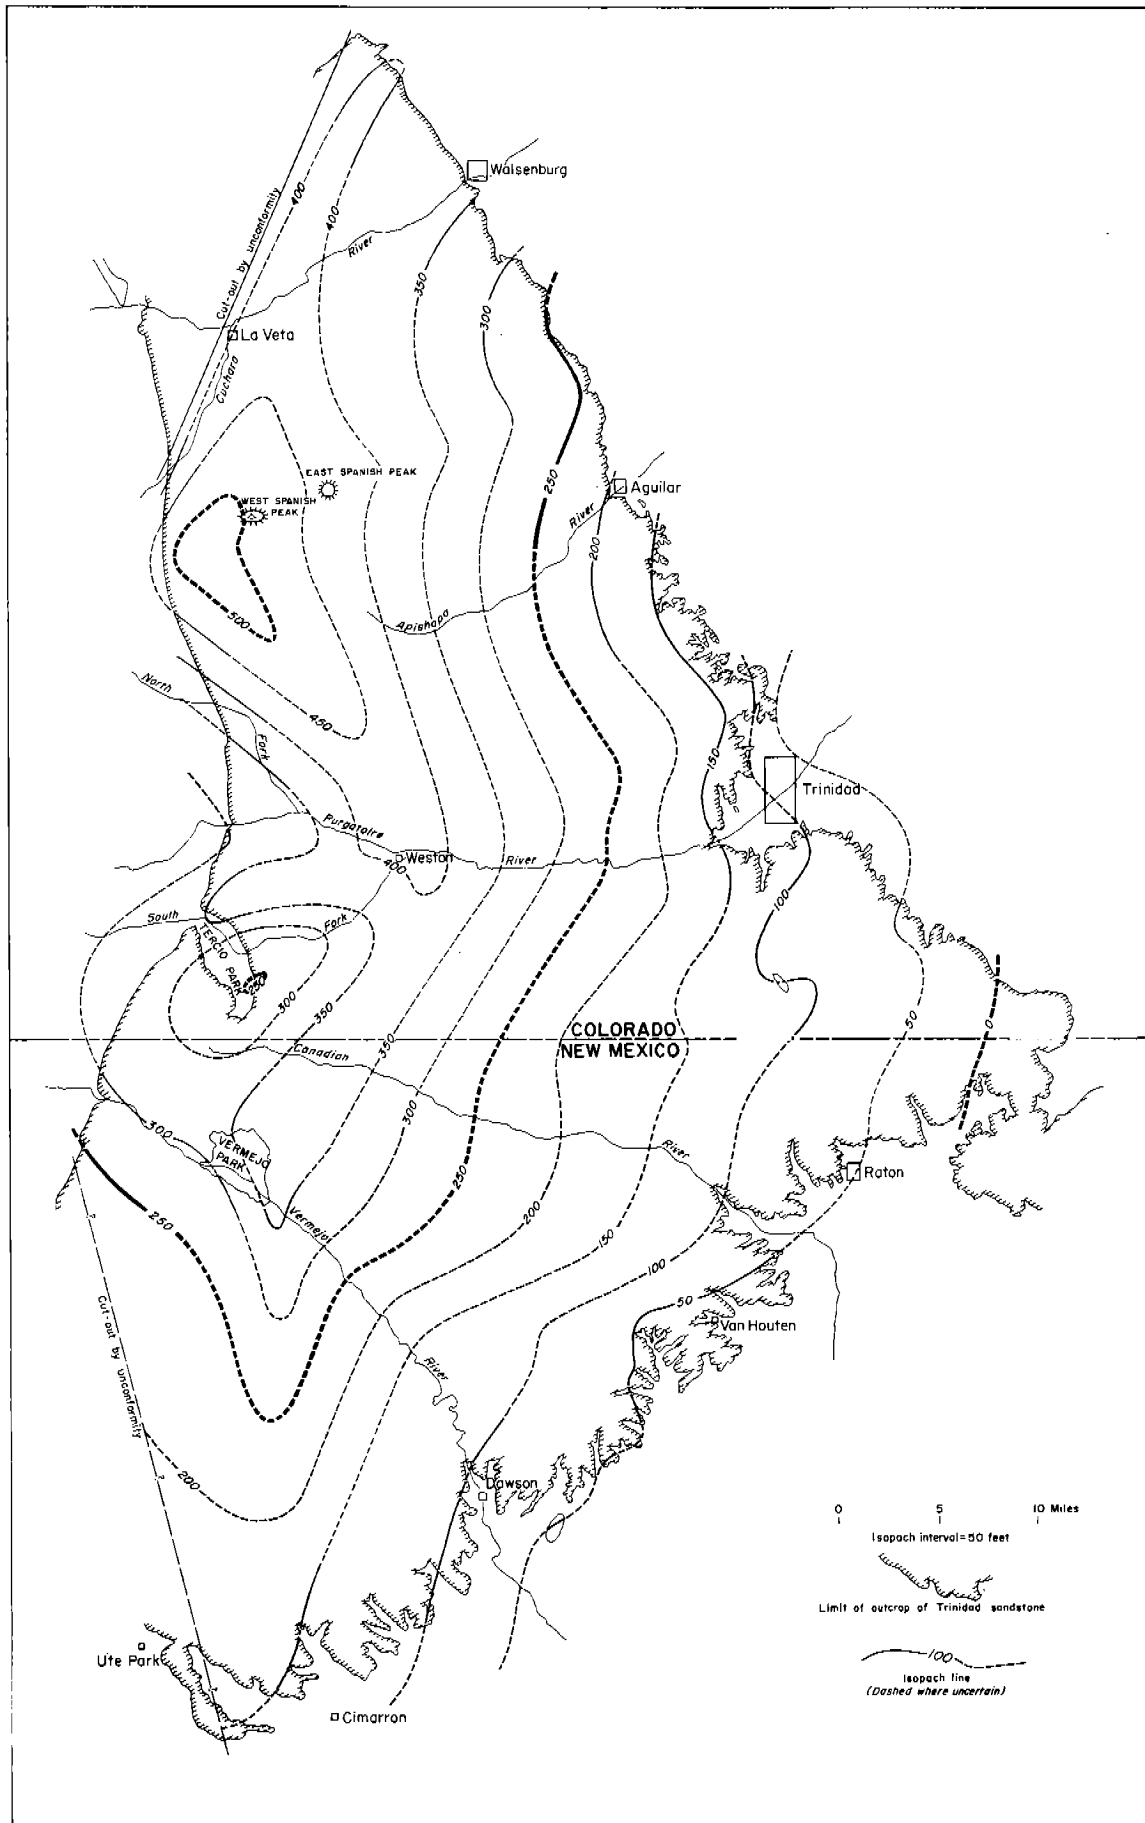 Walsenburg
400
Cut-out by unconformity
400
River
350
300
La Veta
Cuchara
EAST SPANISH PEAK
WEST SPANISH
PEAK
250
Aguilar
River
200
Apishapa
500
North
450
Fork
150
Trinidad
Purgatoire
400
Weston
River
100
South
Fork
TERCIO PARK
250
300
350
50
0
COLORADO
NEW MEXICO
Canadian
350
300
300
VERMEJO
PARK
River
Raton
250
250
Vermejo
200
150
100
50
Van Houten
?
Cut-out by unconformity
River
?
200
Dawson
0 5 10 Miles
Isopach interval=50 feet
Limit of outcrop of Trinidad sandstone
Ute Park
100
Isopach line
(Dashed where uncertain)
?
Cimarron